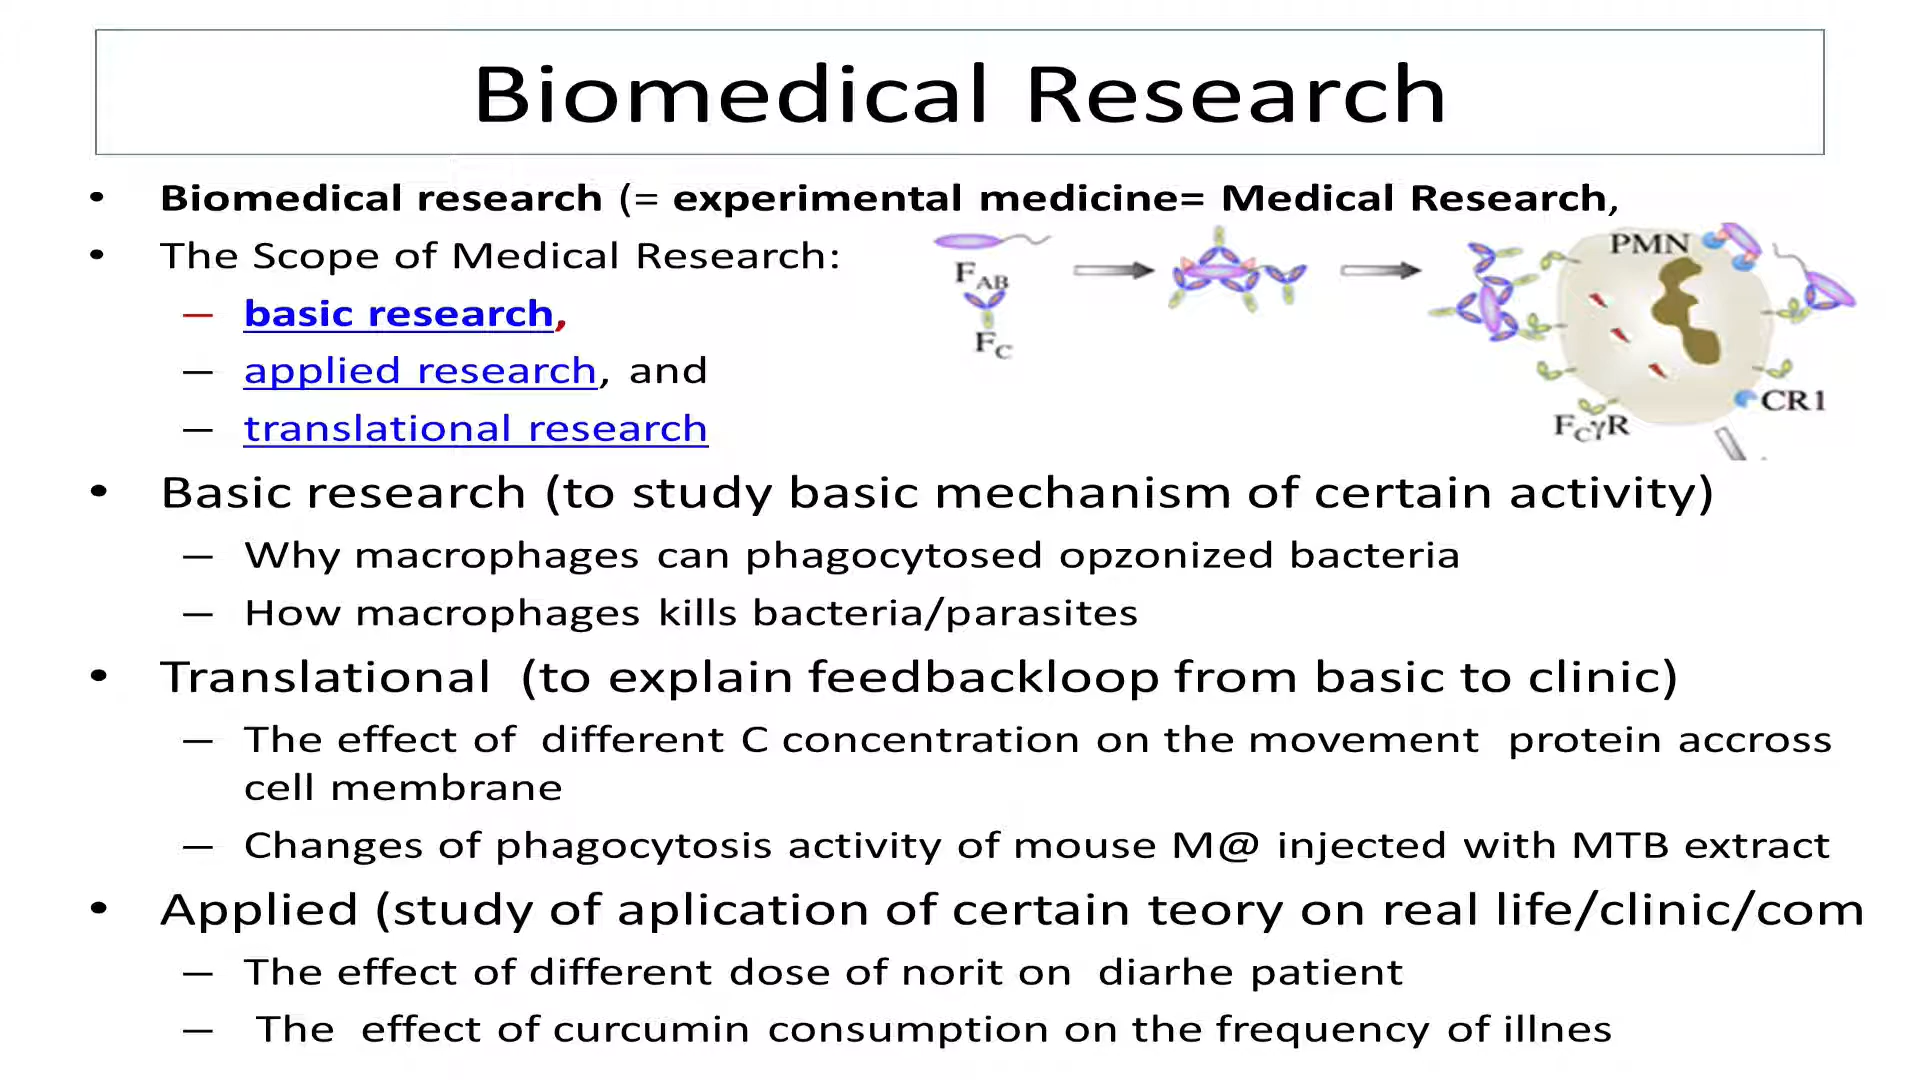 Biomedical Research
• Biomedical research (= experimental medicine= Medical Research,
• The Scope of Medical Research:
– basic research,
– applied research, and
– translational research
FAB
FC
PMN
CR1
FCγR
• Basic research (to study basic mechanism of certain activity)
– Why macrophages can phagocytosed opzonized bacteria
– How macrophages kills bacteria/parasites
• Translational (to explain feedbackloop from basic to clinic)
– The effect of different C concentration on the movement protein accross
cell membrane
– Changes of phagocytosis activity of mouse M@ injected with MTB extract
• Applied (study of aplication of certain teory on real life/clinic/com
– The effect of different dose of norit on diarhe patient
– The effect of curcumin consumption on the frequency of illnes